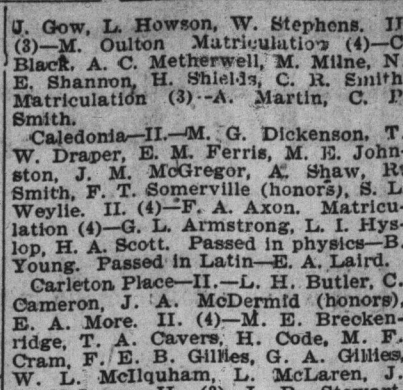 J. Gow, L. Howson, W. Stephens. II
(3)—M. Oulton Matriculation (4)—C
Black, A. C. Metherwell, M. Milne, N
E. Shannon, H. Shields, C. R. Smith
Matriculation (3)--A. Martin, C. P
Smith.
Caledonia—II.—M. G. Dickenson, T.
W. Draper, E. M. Ferris, M. E. John-
ston, J. M. McGregor, A. Shaw, R.
Smith, F. T. Somerville (honors), S. L
Weylie. II. (4)—F. A. Axon. Matricu-
lation (4)—G. L. Armstrong, L. I. Hys-
lop, H. A. Scott. Passed in physics—B.
Young. Passed in Latin—E. A. Laird.
Carleton Place—II.—L. H. Butler, C.
Cameron, J. A. McDermid (honors),
E. A. More. II. (4)—M. E. Brecken-
ridge, T. A. Cavers, H. Code, M. F.
Cram, F. E. B. Gillies, G. A. Gillies,
W. L. McIlquham, L. McLaren, J.